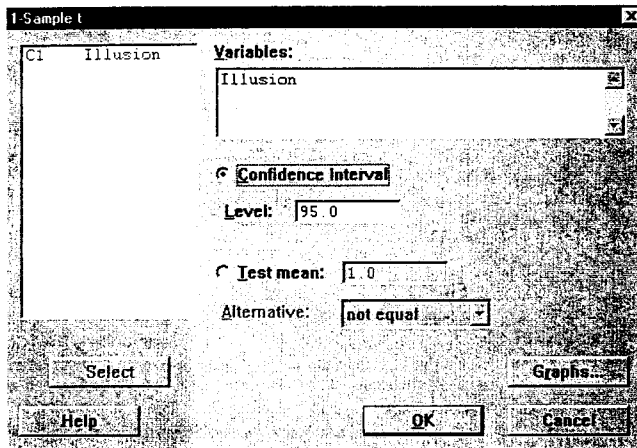 1-Sample t
C1 Illusion
Variables:
Illusion
Confidence Interval
Level: 95.0
Test mean: 1.0
Alternative: not equal
Select
Graphs...
Help
OK
Cancel